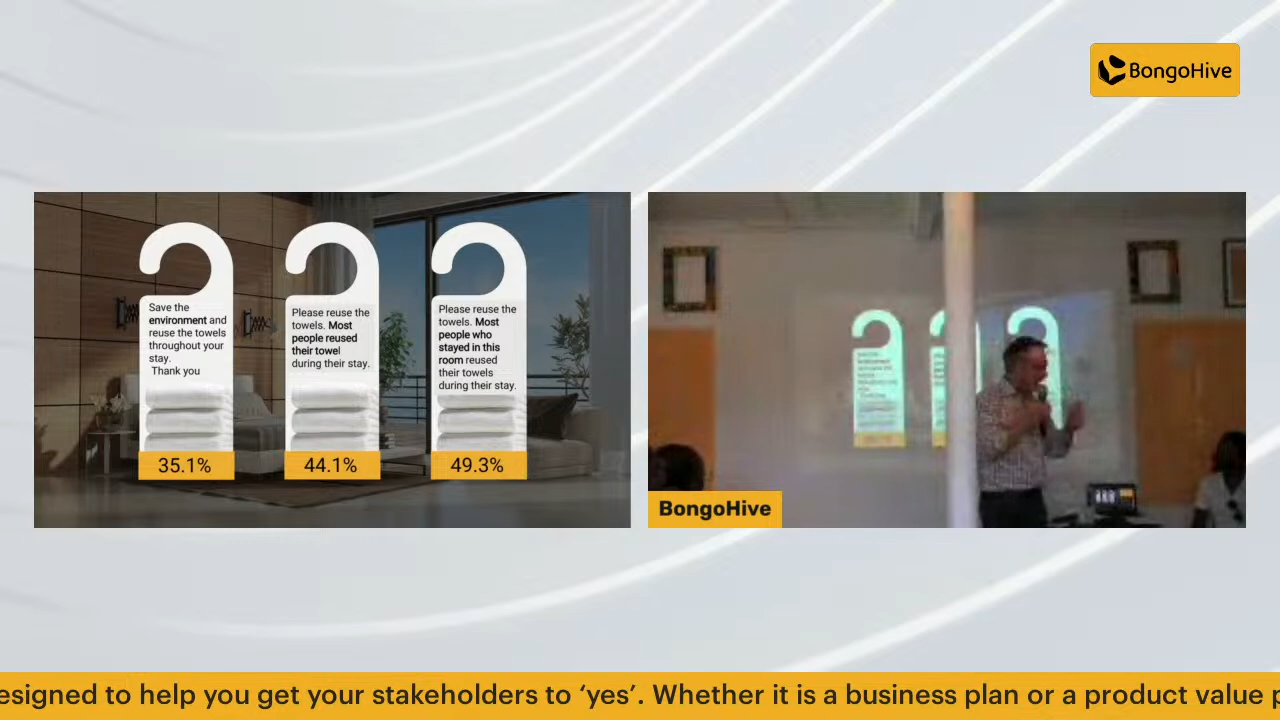 BongoHive
Save the
environment and
reuse the towels
throughout your
stay.
Thank you
35.1%
Please reuse the
towels. Most
people reused
their towel
during their stay.
44.1%
Please reuse the
towels. Most
people who
stayed in this
room reused
their towels
during their stay.
49.3%
BongoHive
esigned to help you get your stakeholders to ‘yes’. Whether it is a business plan or a product value p